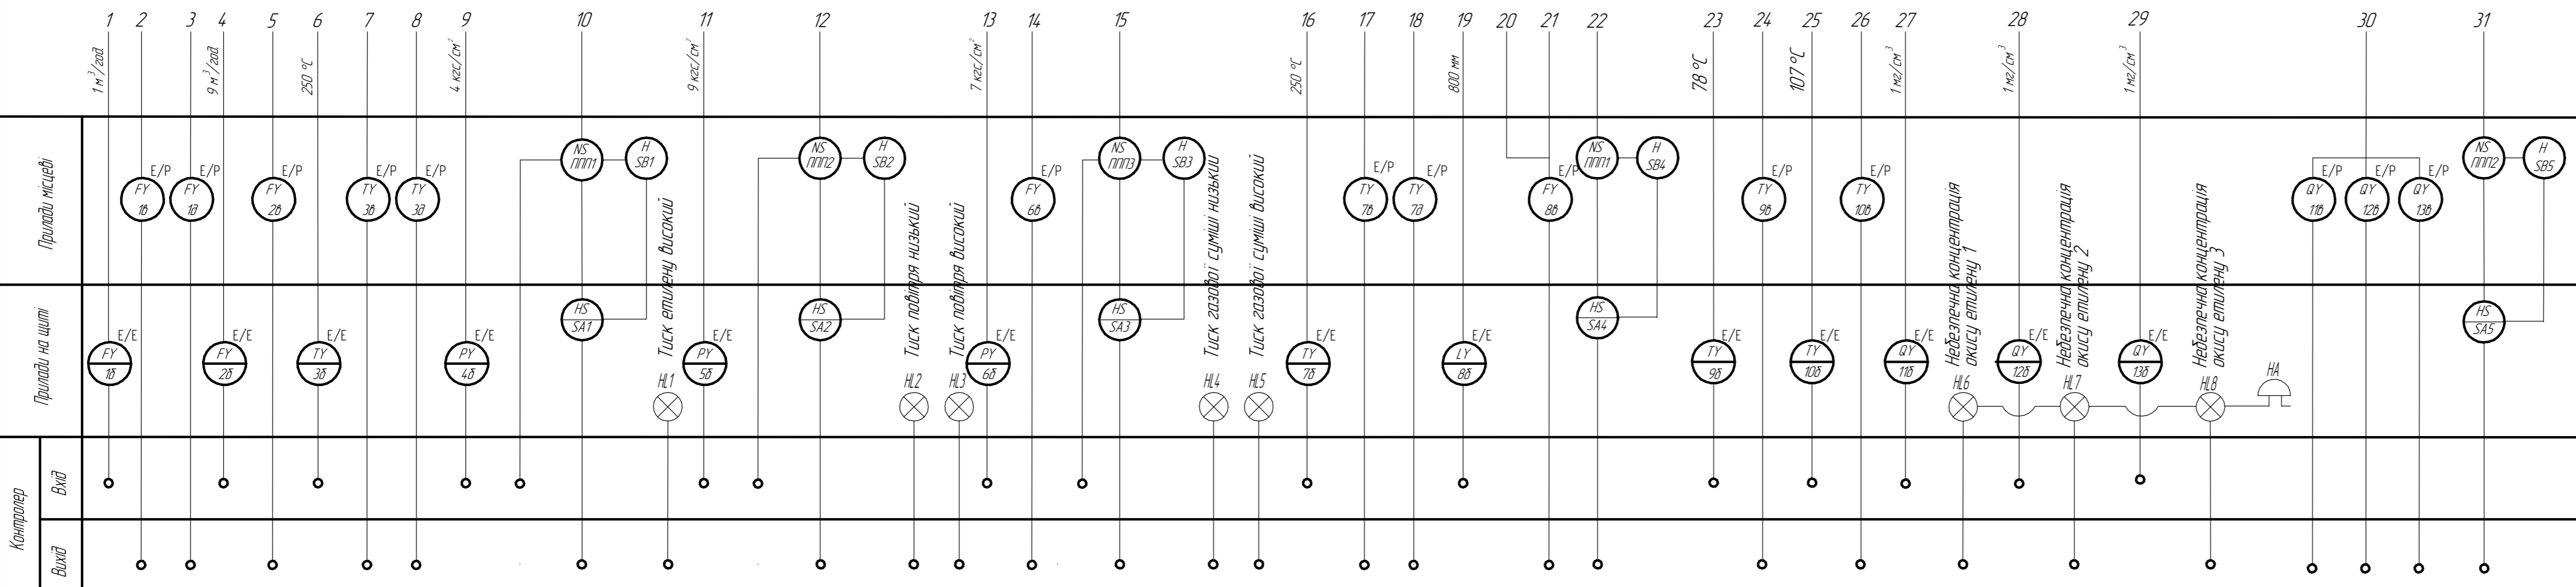 1 2 3 4 5 6 7 8 9 10 11 12 13 14 15 16 17 18 19 20 21 22 23 24 25 26 27 28 29 30 31
1 м³/год
9 м³/год
250 °C
4 кгс/см²
9 кгс/см²
7 кгс/см²
250 °C
800 мм
78 °C
107 °C
1 мг/см³
1 мг/см³
1 мг/см³
Прилади місцеві
NS
ППП1
H
SB1
NS
ППП2
H
SB2
NS
ППП3
H
SB3
NS
ППП1
H
SB4
NS
ППП2
H
SB5
E/P
FY
1в
E/P
FY
1д
E/P
FY
2в
E/P
TY
3в
E/P
TY
3д
E/P
FY
6в
E/P
TY
7в
E/P
TY
7д
E/P
FY
8в
E/P
TY
9в
E/P
TY
10в
E/P
QY
11в
E/P
QY
12в
E/P
QY
13в
Прилади на щиті
HS
SA1
HS
SA2
HS
SA3
HS
SA4
HS
SA5
E/E
FY
1б
E/E
FY
2б
E/E
TY
3б
E/E
PY
4б
Тиск етилену високий
HL1
E/E
PY
5б
Тиск повітря низький
HL2
Тиск повітря високий
HL3
E/E
PY
6б
Тиск газової суміші низький
HL4
Тиск газової суміші високий
HL5
E/E
TY
7б
E/E
LY
8б
E/E
TY
9б
E/E
TY
10б
E/E
QY
11б
Небезпечна концентрація
окису етилену 1
HL6
E/E
QY
12б
Небезпечна концентрація
окису етилену 2
HL7
E/E
QY
13б
Небезпечна концентрація
окису етилену 3
HL8
HA
Контролер
Вхід
Вихід